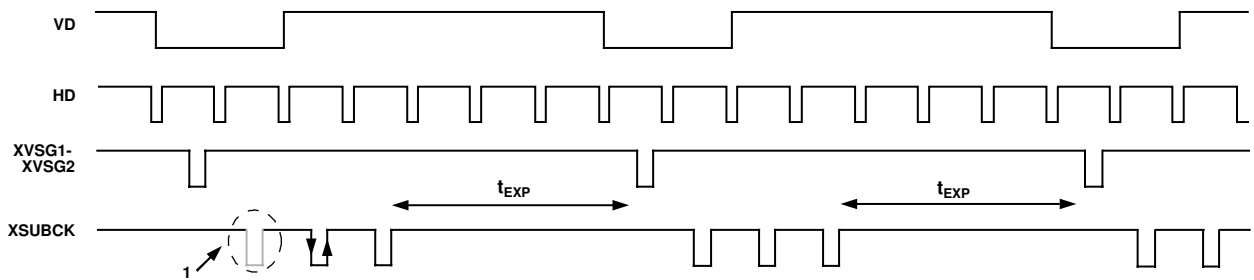 VD
HD
XVSG1-
XVSG2
tEXP
tEXP
XSUBCK
1